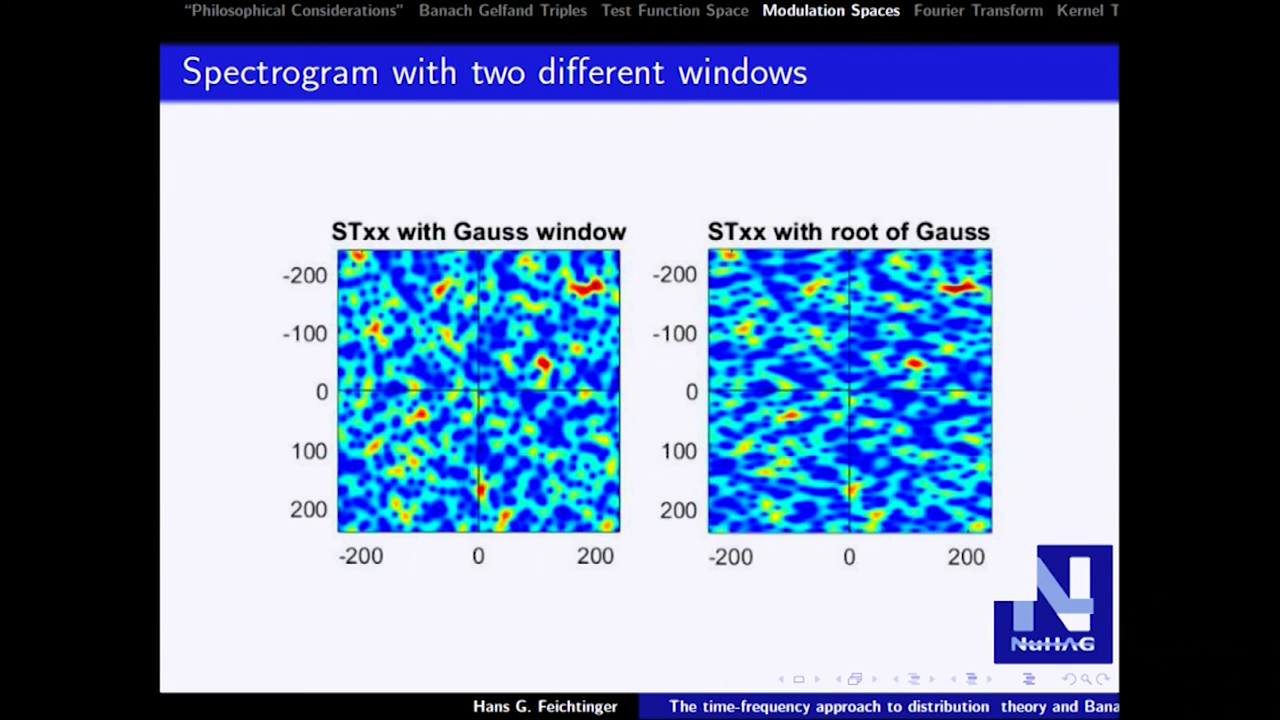 “Philosophical Considerations” Banach Gelfand Triples Test Function Space Modulation Spaces Fourier Transform Kernel T
Spectrogram with two different windows
STxx with Gauss window
-200
-100
0
100
200
-200 0 200
STxx with root of Gauss
-200
-100
0
100
200
-200 0 200
NuHAG
Hans G. Feichtinger The time-frequency approach to distribution theory and Bana